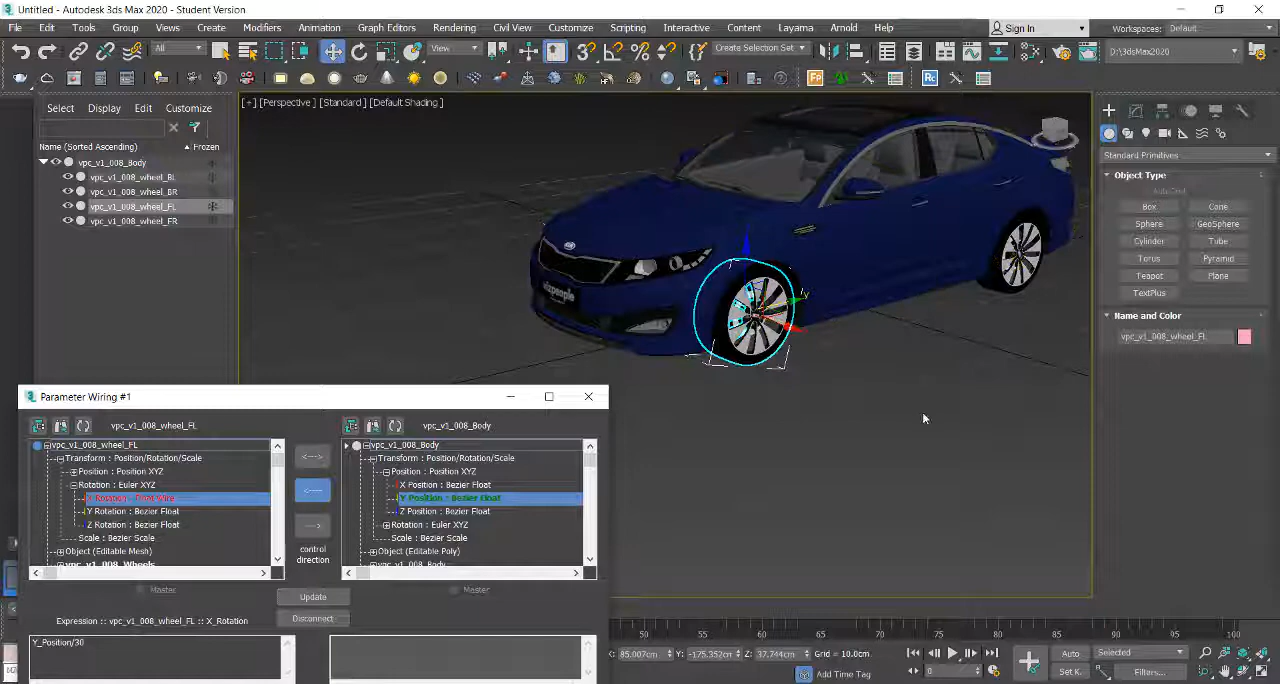 Untitled - Autodesk 3ds Max 2020 - Student Version
File Edit Tools Group Views Create Modifiers Animation Graph Editors Rendering Civil View Customize Scripting Interactive Content Layama Arnold Help Sign In Workspaces: Default
All View Create Selection Set D:\3dsMax2020
FP Rc
Select Display Edit Customize
[+] [Perspective ] [Standard ] [Default Shading ]
Name (Sorted Ascending) Frozen
vpc_v1_008_Body
vpc_v1_008_wheel_BL
vpc_v1_008_wheel_BR
vpc_v1_008_wheel_FL
vpc_v1_008_wheel_FR
vizpeople
y
Standard Primitives
Object Type
AutoGrid
Box Cone
Sphere GeoSphere
Cylinder Tube
Torus Pyramid
Teapot Plane
TextPlus
Name and Color
vpc_v1_008_wheel_FL
Parameter Wiring #1
vpc_v1_008_wheel_FL vpc_v1_008_Body
vpc_v1_008_wheel_FL
Transform : Position/Rotation/Scale
Position : Position XYZ
Rotation : Euler XYZ
X Rotation : Float Wire
Y Rotation : Bezier Float
Z Rotation : Bezier Float
Scale : Bezier Scale
Object (Editable Mesh)
vpc_v1_008_Wheels
<--->
<---
--->
control
direction
vpc_v1_008_Body
Transform : Position/Rotation/Scale
Position : Position XYZ
X Position : Bezier Float
Y Position : Bezier Float
Z Position : Bezier Float
Rotation : Euler XYZ
Scale : Bezier Scale
Object (Editable Poly)
vpc_v1_008_Body
Master Master
Update
Disconnect
Expression :: vpc_v1_008_wheel_FL :: X_Rotation
Y_Position/30
50 55 60 65 70 75 80 85 90 95 100
X: 85.007cm Y: -175.352cm Z: 37.744cm Grid = 10.0cm
Add Time Tag
0
Auto Selected
Set K. Filters...